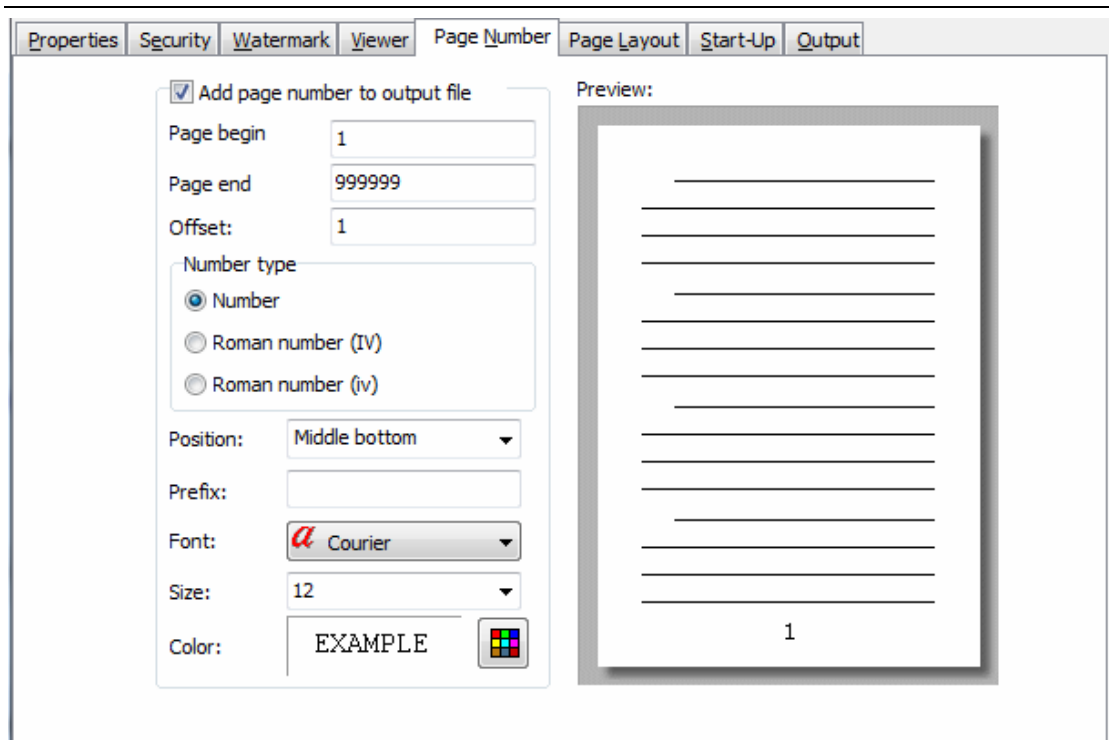 Properties Security Watermark Viewer Page Number Page Layout Start-Up Output
Add page number to output file
Page begin 1
Page end 999999
Offset: 1
Number type
Number
Roman number (IV)
Roman number (iv)
Position: Middle bottom
Prefix:
Font: a Courier
Size: 12
Color: EXAMPLE
Preview:
1